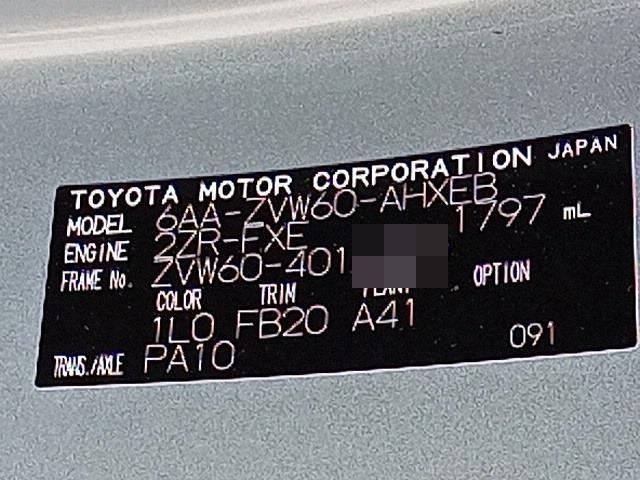 TOYOTA MOTOR CORPORATION JAPAN
MODEL 6AA-ZVW60-AHXEB
ENGINE 2ZR-FXE 1797 mL
FRAME No. ZVW60-401
COLOR TRIM PLANT OPTION
1L0 FB20 A41
TRANS./AXLE PA10 091